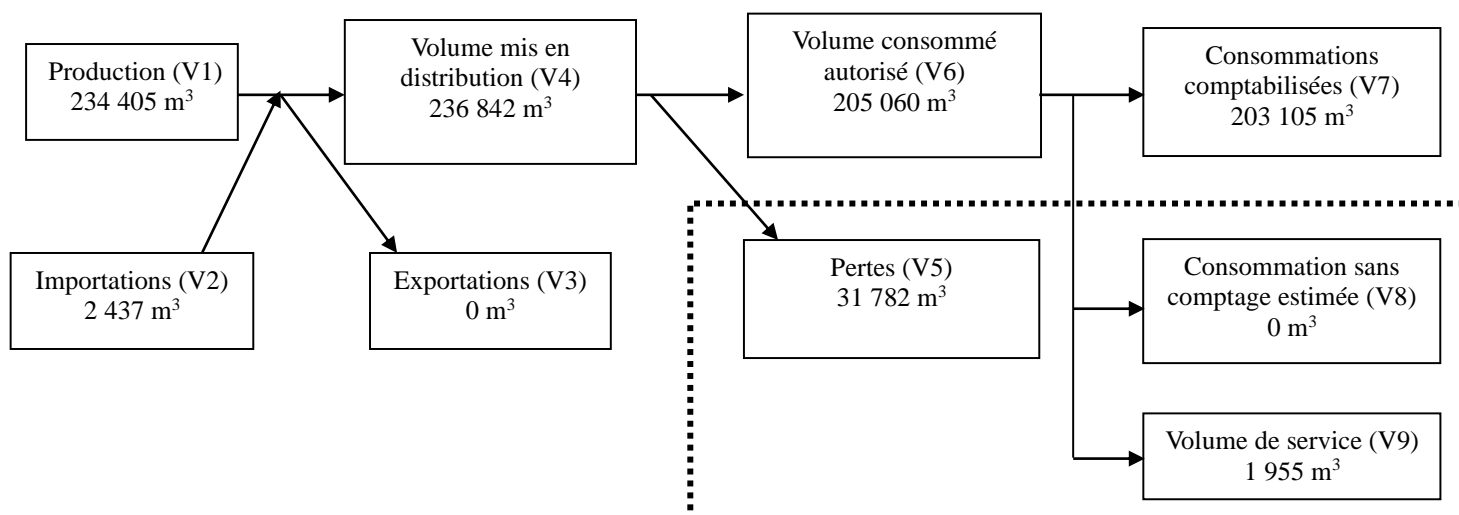 Production (V1)
234 405 m³
Volume mis en
distribution (V4)
236 842 m³
Volume consommé
autorisé (V6)
205 060 m³
Consommations
comptabilisées (V7)
203 105 m³
Importations (V2)
2 437 m³
Exportations (V3)
0 m³
Pertes (V5)
31 782 m³
Consommation sans
comptage estimée (V8)
0 m³
Volume de service (V9)
1 955 m³